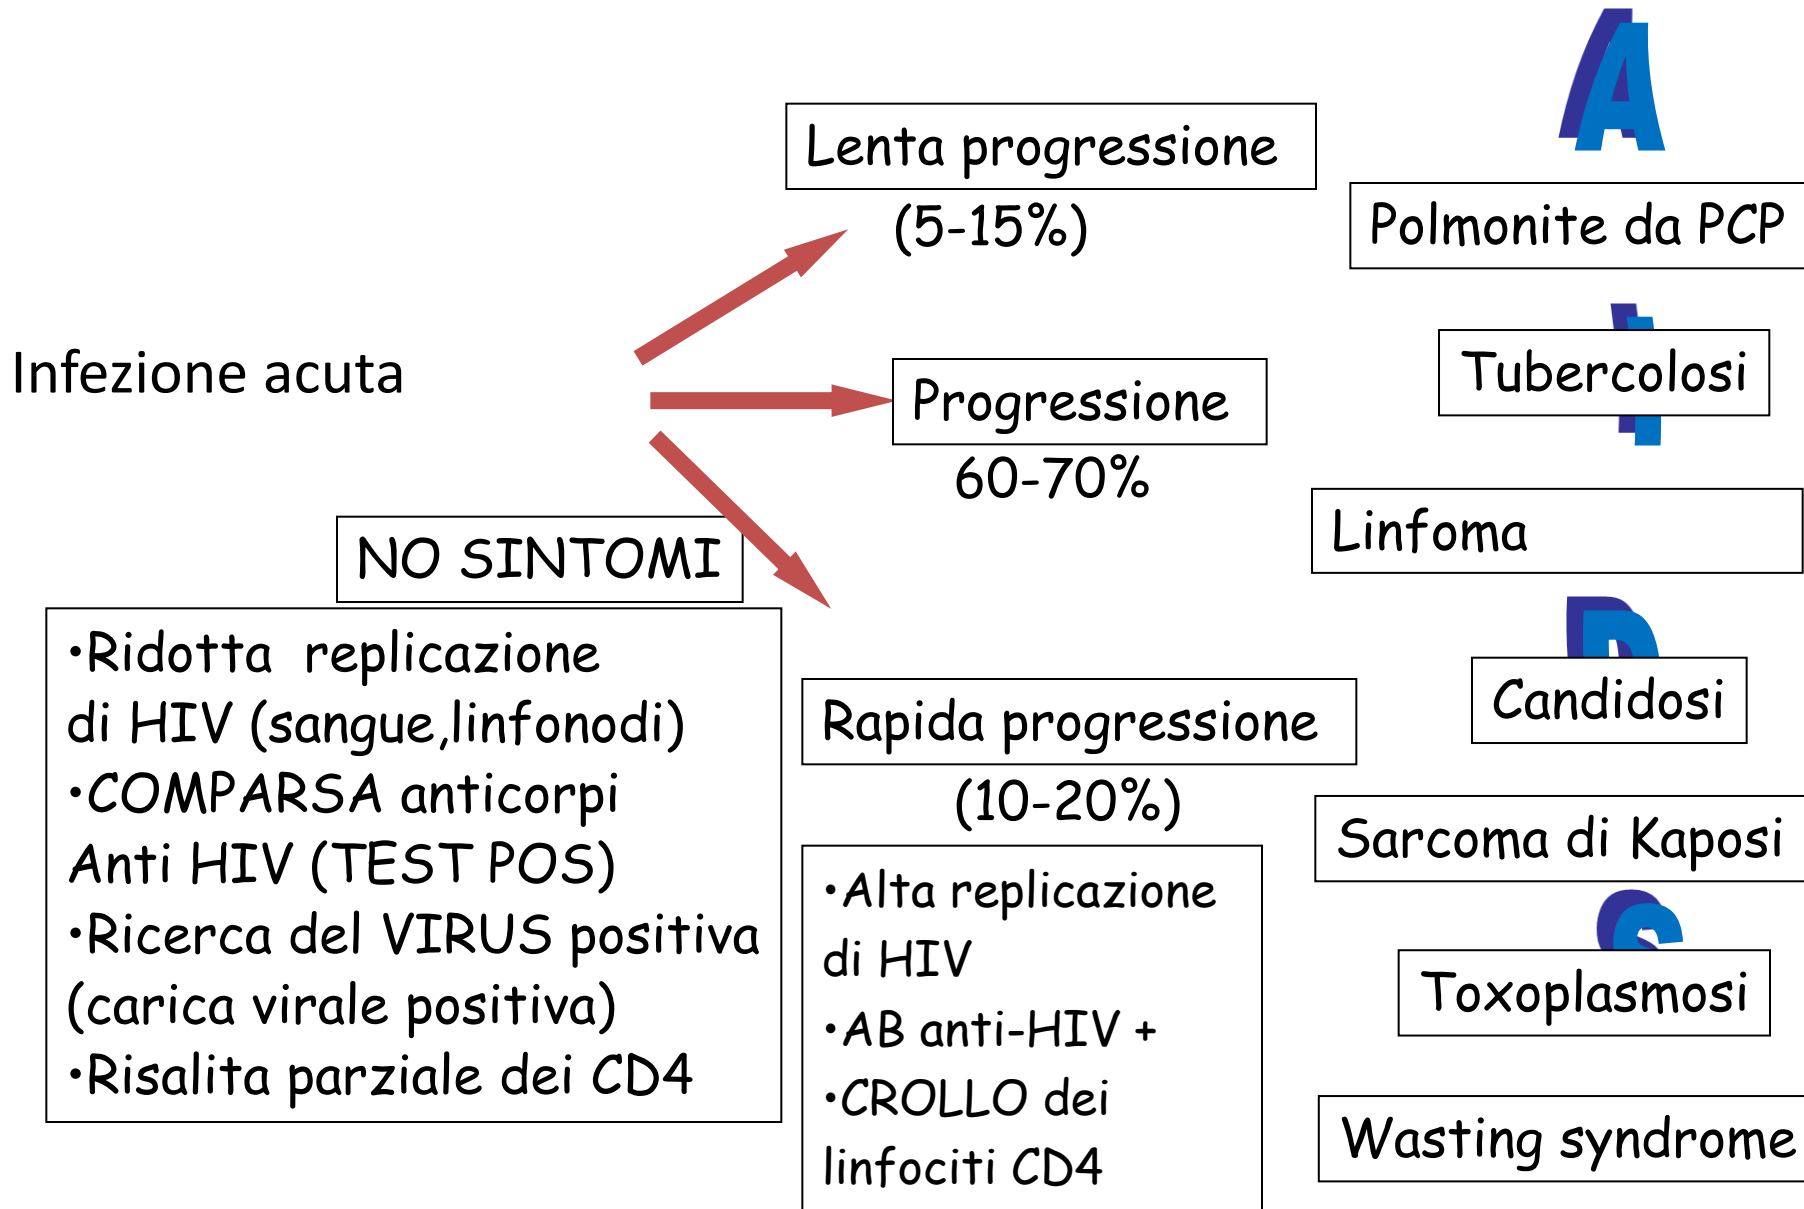 Infezione acuta
NO SINTOMI
•Ridotta  replicazione
di HIV (sangue,linfonodi)
•COMPARSA anticorpi
Anti HIV (TEST POS)
•Ricerca del VIRUS positiva
(carica virale positiva)
•Risalita parziale dei CD4
Lenta progressione
(5-15%)
Progressione
60-70%
Rapida progressione
(10-20%)
•Alta replicazione
di HIV
•AB anti-HIV +
•CROLLO dei
linfociti CD4
A
Polmonite da PCP
I
Tubercolosi
Linfoma
D
Candidosi
Sarcoma di Kaposi
S
Toxoplasmosi
Wasting syndrome